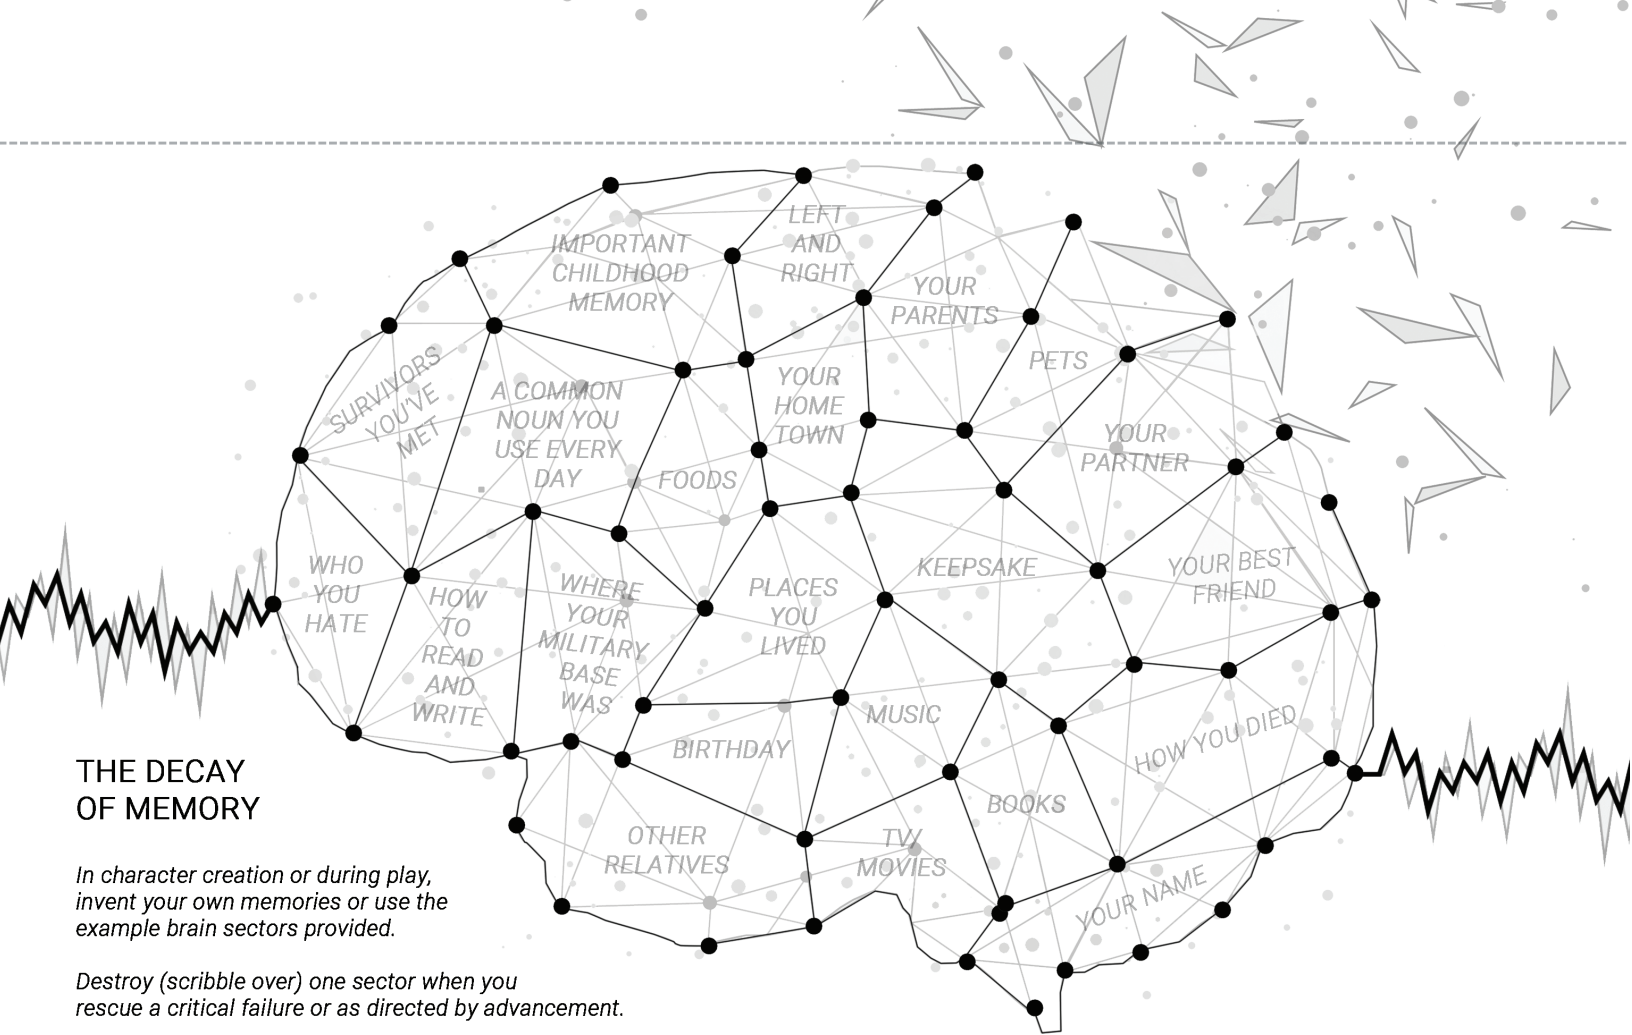 LEFT
AND
RIGHT
IMPORTANT
CHILDHOOD
MEMORY
YOUR
PARENTS
PETS
SURVIVORS
YOU'VE
MET
A COMMON
NOUN YOU
USE EVERY
DAY
YOUR
HOME
TOWN
FOODS
YOUR
PARTNER
WHO
YOU
HATE
HOW
TO
READ
AND
WRITE
WHERE
YOUR
MILITARY
BASE
WAS
PLACES
YOU
LIVED
KEEPSAKE
YOUR BEST
FRIEND
BIRTHDAY
MUSIC
HOW YOU DIED
BOOKS
OTHER
RELATIVES
TV/
MOVIES
YOUR NAME
THE DECAY
OF MEMORY
In character creation or during play,
invent your own memories or use the
example brain sectors provided.
Destroy (scribble over) one sector when you
rescue a critical failure or as directed by advancement.